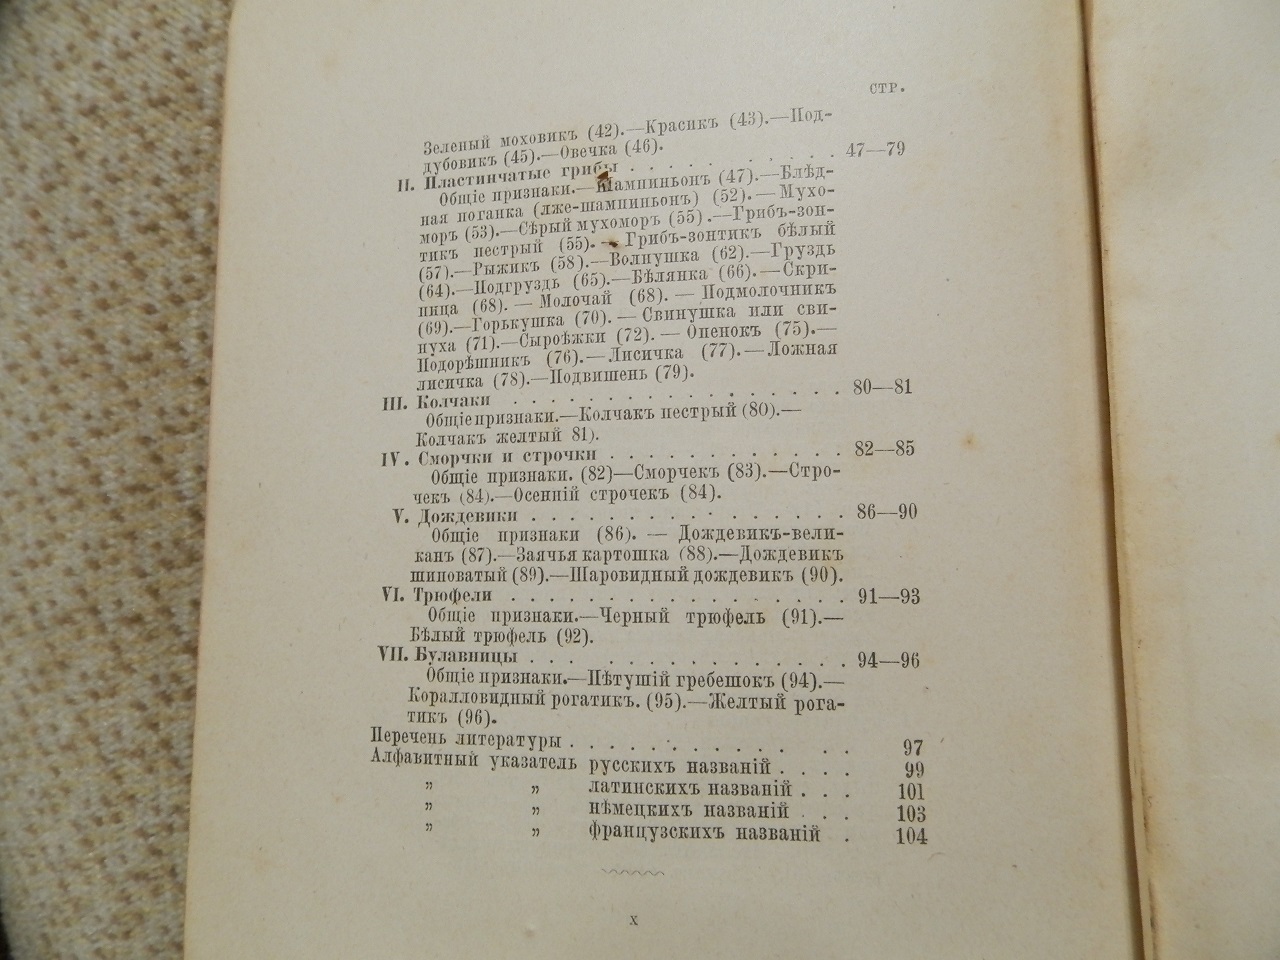 СТР.
Зеленый моховикъ (42).—Красикъ (43).—Под-
дубовикъ (45).—Овечка (46).
II. Пластинчатые грибы . . . . . . . . . 47—79
Общіе признаки.—Шампиньонъ (47).—Блѣд-
ная поганка (лже-шампиньонъ) (52).—Мухо-
моръ (53).—Сѣрый мухоморъ (55).—Грибъ-зон-
тикъ пестрый (55).—Грибъ-зонтикъ бѣлый
(57).—Рыжикъ (58).—Волнушка (62).—Груздь
(64).—Подгруздь (65).—Бѣлянка (66).—Скри-
пица (68).—Молочай (68).—Подмолочникъ
(69).—Горькушка (70).—Свинушка или сви-
нуха (71).—Сыроѣжки (72).—Опенокъ (75).—
Подорѣшникъ (76).—Лисичка (77).—Ложная
лисичка (78).—Подвишень (79).
III. Колчаки . . . . . . . . . . . . . 80—81
Общіе признаки.—Колчакъ пестрый (80).—
Колчакъ желтый 81).
IV. Сморчки и строчки . . . . . . . . . . . 82—85
Общіе признаки. (82)—Сморчекъ (83).—Стро-
чекъ (84).—Осенній строчекъ (84).
V. Дождевики . . . . . . . . . . . . . . 86—90
Общіе признаки (86). — Дождевикъ-вели-
канъ (87).—Заячья картошка (88).—Дождевикъ
шиповатый (89).—Шаровидный дождевикъ (90).
VI. Трюфели . . . . . . . . . . . . . . . 91—93
Общіе признаки.—Черный трюфель (91).—
Бѣлый трюфель (92).
VII. Булавницы . . . . . . . . . . . . . 94—96
Общіе признаки.—Пѣтушій гребешокъ (94).—
Коралловидный рогатикъ. (95).—Желтый рога-
тикъ (96).
Перечень литературы . . . . . . . . . . . . . 97
Алфавитный указатель русскихъ названій . . . . 99
„ „ латинскихъ названій . . . 101
„ „ нѣмецкихъ названій . . . 103
„ „ французскихъ названій . 104
x